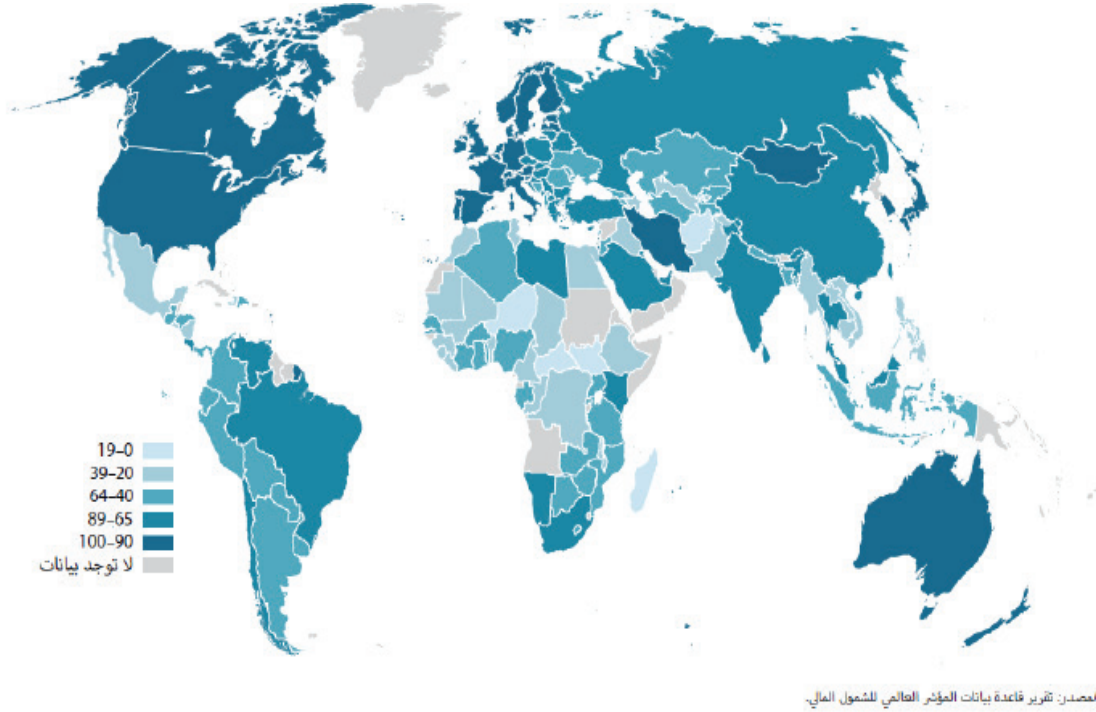 19–0
39–20
64–40
89–65
100–90
لا توجد بيانات
المصدر: تقرير قاعدة بيانات المؤشر العالمي للشمول المالي.